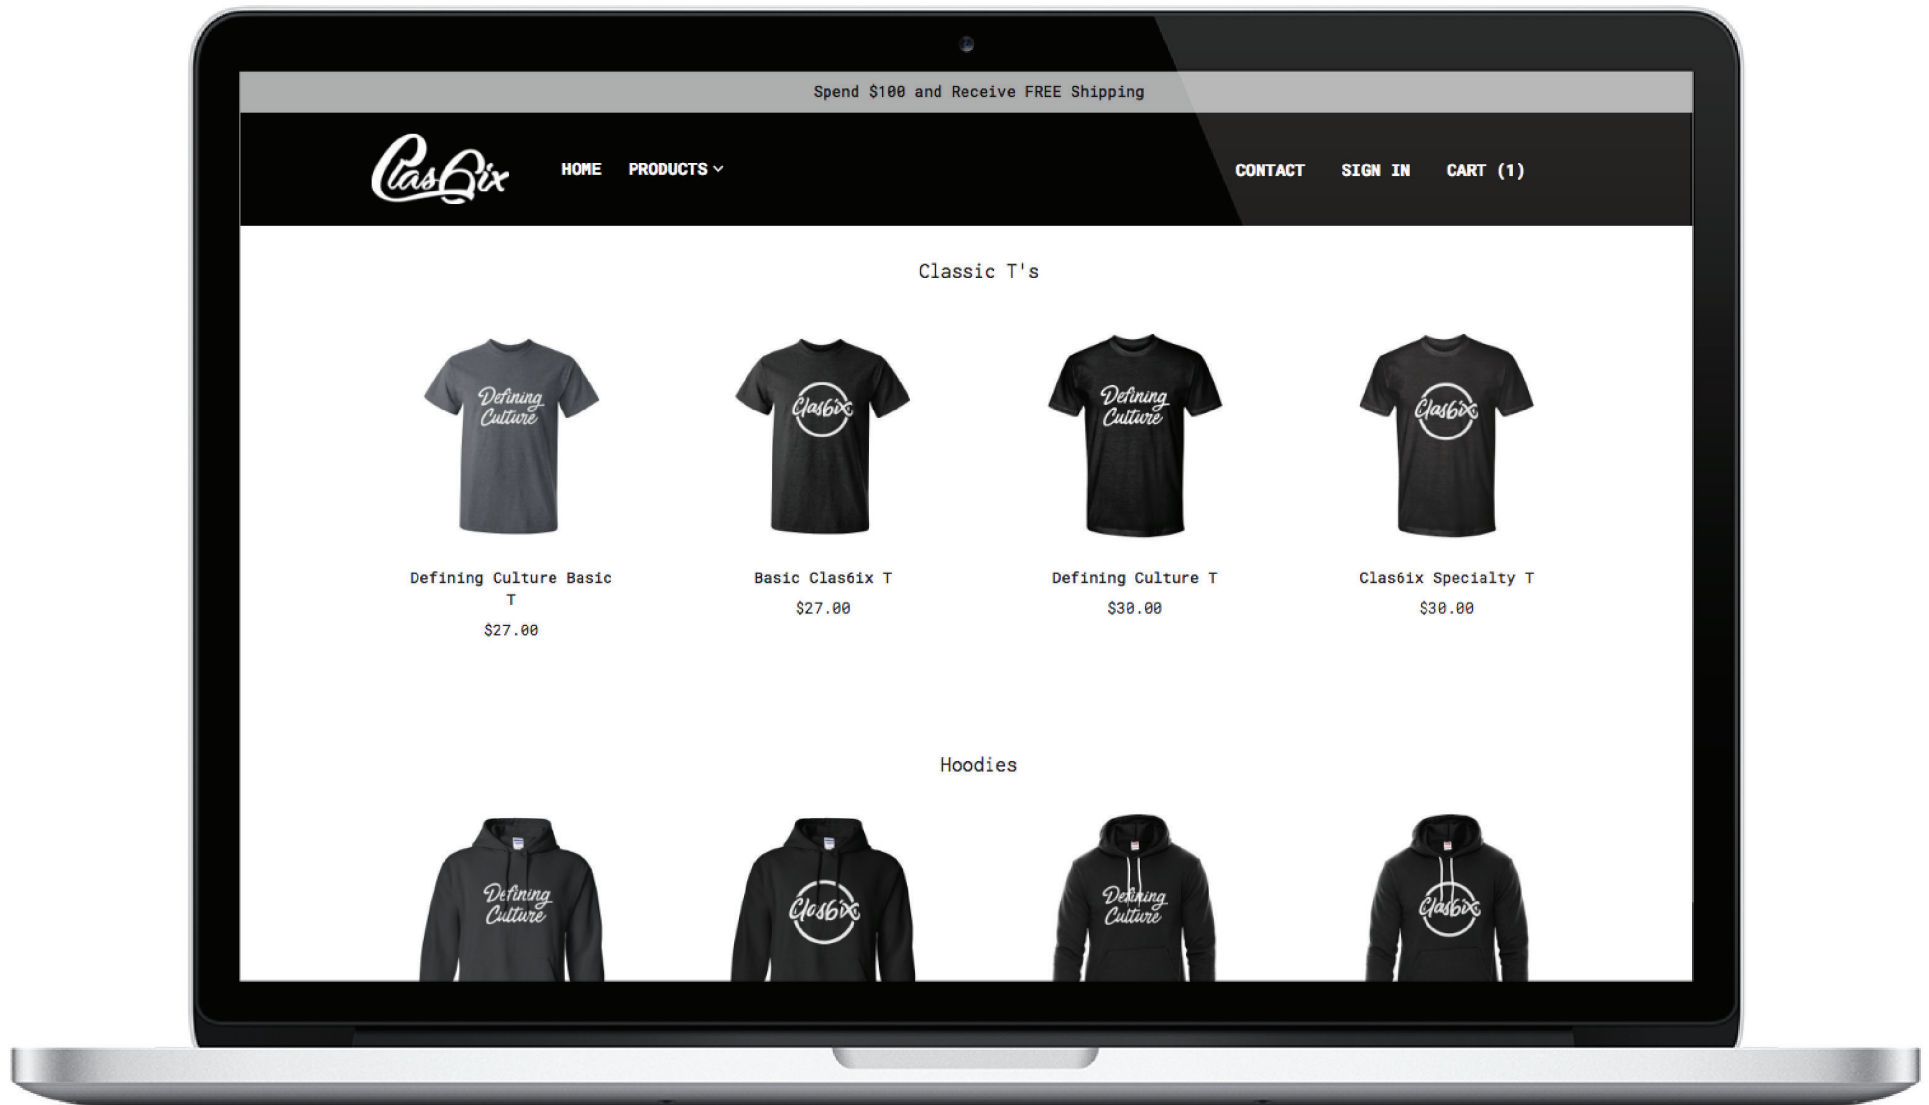 Spend $100 and Receive FREE Shipping
Clas6ix HOME PRODUCTS CONTACT SIGN IN CART (1)
Classic T's
Defining
Culture
Clas6ix
Defining
Culture
Clas6ix
Defining Culture Basic
T
$27.00
Basic Clas6ix T
$27.00
Defining Culture T
$30.00
Clas6ix Specialty T
$30.00
Hoodies
Defining
Culture
Clas6ix
Defining
Culture
Clas6ix